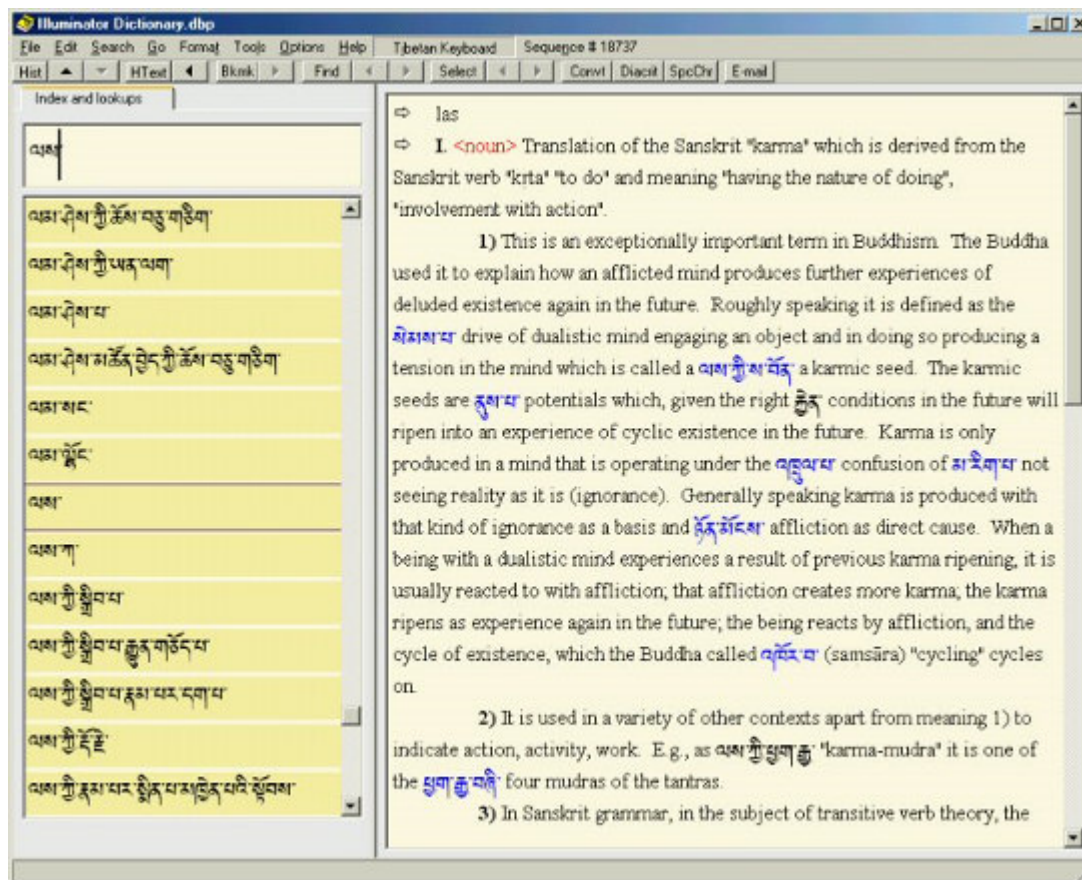 Illuminator Dictionary.dbp
File Edit Search Go Format Tools Options Help Tibetan Keyboard Sequence # 18737
Hist HText Bkmk Find Select Convt Diacrit SpcChr E-mail
Index and lookups
ལས་
ལམ་ཤེས་ཀྱི་ཆོས་བཅུ་གཅིག་
ལམ་ཤེས་ཀྱི་ཡན་ལག་
ལམ་ཤེས་པ་
ལམ་ཤེས་མཚོན་བྱེད་ཀྱི་ཆོས་བཅུ་གཅིག་
ལམ་སང་
ལམ་ལྷོང་
ལས་
ལས་ཀ་
ལས་ཀྱི་སྒྲིབ་པ་
ལས་ཀྱི་སྒྲིབ་པ་རྒྱུན་གཅོད་པ་
ལས་ཀྱི་སྒྲིབ་པ་རྣམ་པར་དག་པ་
ལས་ཀྱི་རྡོ་རྗེ་
ལས་ཀྱི་རྣམ་པར་སྨིན་པ་མཁྱེན་པའི་སྟོབས་
⇨ las
⇨ I. <noun> Translation of the Sanskrit "karma" which is derived from the
Sanskrit verb "kṛta" "to do" and meaning "having the nature of doing",
"involvement with action".
1) This is an exceptionally important term in Buddhism. The Buddha
used it to explain how an afflicted mind produces further experiences of
deluded existence again in the future. Roughly speaking it is defined as the
སེམས་པ་ drive of dualistic mind engaging an object and in doing so producing a
tension in the mind which is called a ལས་ཀྱི་ས་བོན་ a karmic seed. The karmic
seeds are ནུས་པ་ potentials which, given the right རྐྱེན་ conditions in the future will
ripen into an experience of cyclic existence in the future. Karma is only
produced in a mind that is operating under the འཁྲུལ་པ་ confusion of མ་རིག་པ་ not
seeing reality as it is (ignorance). Generally speaking karma is produced with
that kind of ignorance as a basis and ཉོན་མོངས་ affliction as direct cause. When a
being with a dualistic mind experiences a result of previous karma ripening, it is
usually reacted to with affliction; that affliction creates more karma; the karma
ripens as experience again in the future; the being reacts by affliction, and the
cycle of existence, which the Buddha called འཁོར་བ་ (samsāra) "cycling" cycles
on.
2) It is used in a variety of other contexts apart from meaning 1) to
indicate action, activity, work. E.g., as ལས་ཀྱི་ཕྱག་རྒྱ་ "karma-mudra" it is one of
the ཕྱག་རྒྱ་བཞི་ four mudras of the tantras.
3) In Sanskrit grammar, in the subject of transitive verb theory, the